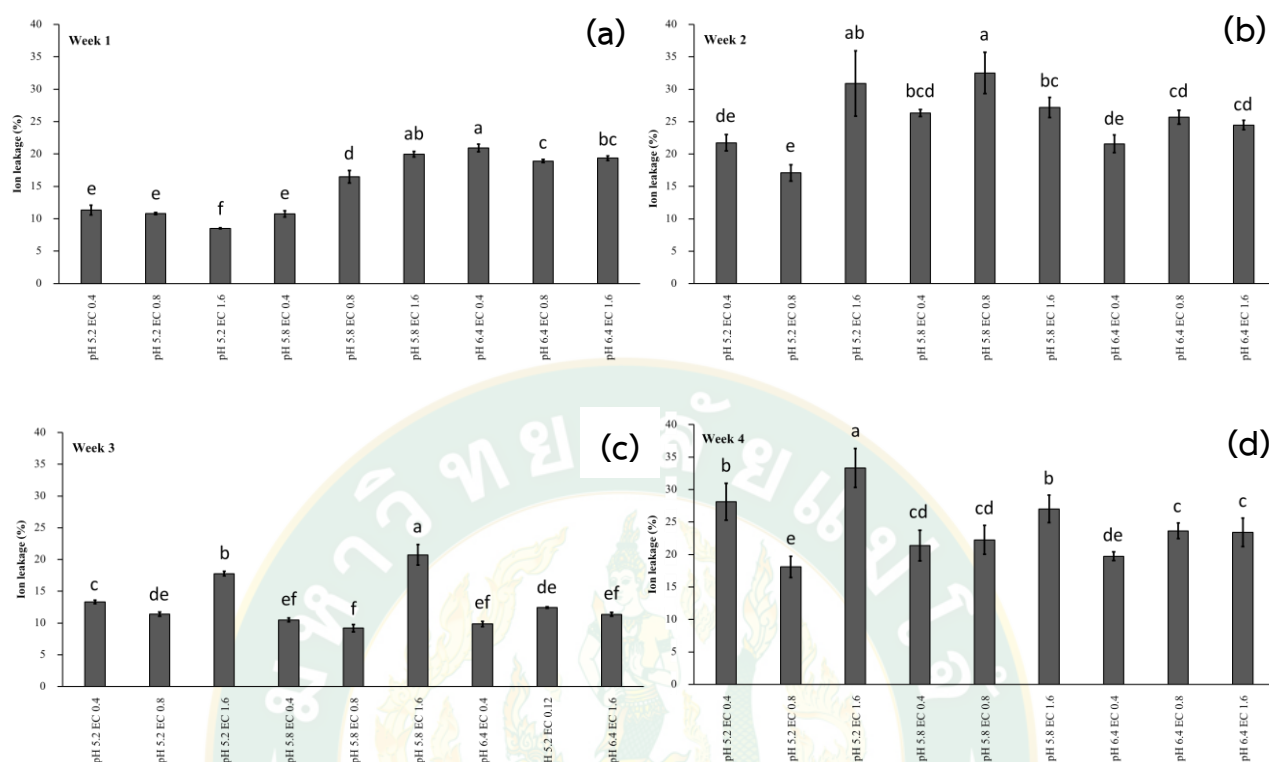 Week 1
(a)
Ion leakage (%)
40
35
30
25
20
15
10
5
0
e
e
f
e
d
ab
a
c
bc
pH 5.2 EC 0.4
pH 5.2 EC 0.8
pH 5.2 EC 1.6
pH 5.8 EC 0.4
pH 5.8 EC 0.8
pH 5.8 EC 1.6
pH 6.4 EC 0.4
pH 6.4 EC 0.8
pH 6.4 EC 1.6
Week 2
(b)
Ion leakage (%)
40
35
30
25
20
15
10
5
0
de
e
ab
bcd
a
bc
de
cd
cd
pH 5.2 EC 0.4
pH 5.2 EC 0.8
pH 5.2 EC 1.6
pH 5.8 EC 0.4
pH 5.8 EC 0.8
pH 5.8 EC 1.6
pH 6.4 EC 0.4
pH 6.4 EC 0.8
pH 6.4 EC 1.6
Week 3
(c)
Ion leakage (%)
40
35
30
25
20
15
10
5
0
c
de
b
ef
f
a
ef
de
ef
pH 5.2 EC 0.4
pH 5.2 EC 0.8
pH 5.2 EC 1.6
pH 5.8 EC 0.4
pH 5.8 EC 0.8
pH 5.8 EC 1.6
pH 6.4 EC 0.4
pH 5.2 EC 0.12
pH 6.4 EC 1.6
Week 4
(d)
Ion leakage (%)
40
35
30
25
20
15
10
5
0
b
e
a
cd
cd
b
de
c
c
pH 5.2 EC 0.4
pH 5.2 EC 0.8
pH 5.2 EC 1.6
pH 5.8 EC 0.4
pH 5.8 EC 0.8
pH 5.8 EC 1.6
pH 6.4 EC 0.4
pH 6.4 EC 0.8
pH 6.4 EC 1.6